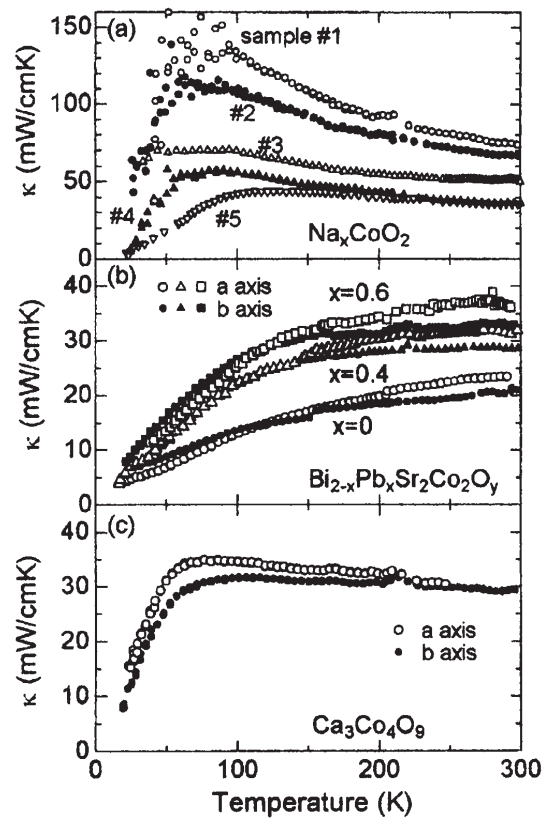 (a)
sample #1
#2
#3
#4
#5
NaₓCoO₂
150
100
50
0
κ (mW/cmK)
(b)
a axis
b axis
x=0.6
x=0.4
x=0
Bi₂₋ₓPbₓSr₂Co₂Oy
40
30
20
10
0
κ (mW/cmK)
(c)
a axis
b axis
Ca₃Co₄O₉
40
30
20
10
0
κ (mW/cmK)
0 100 200 300
Temperature (K)